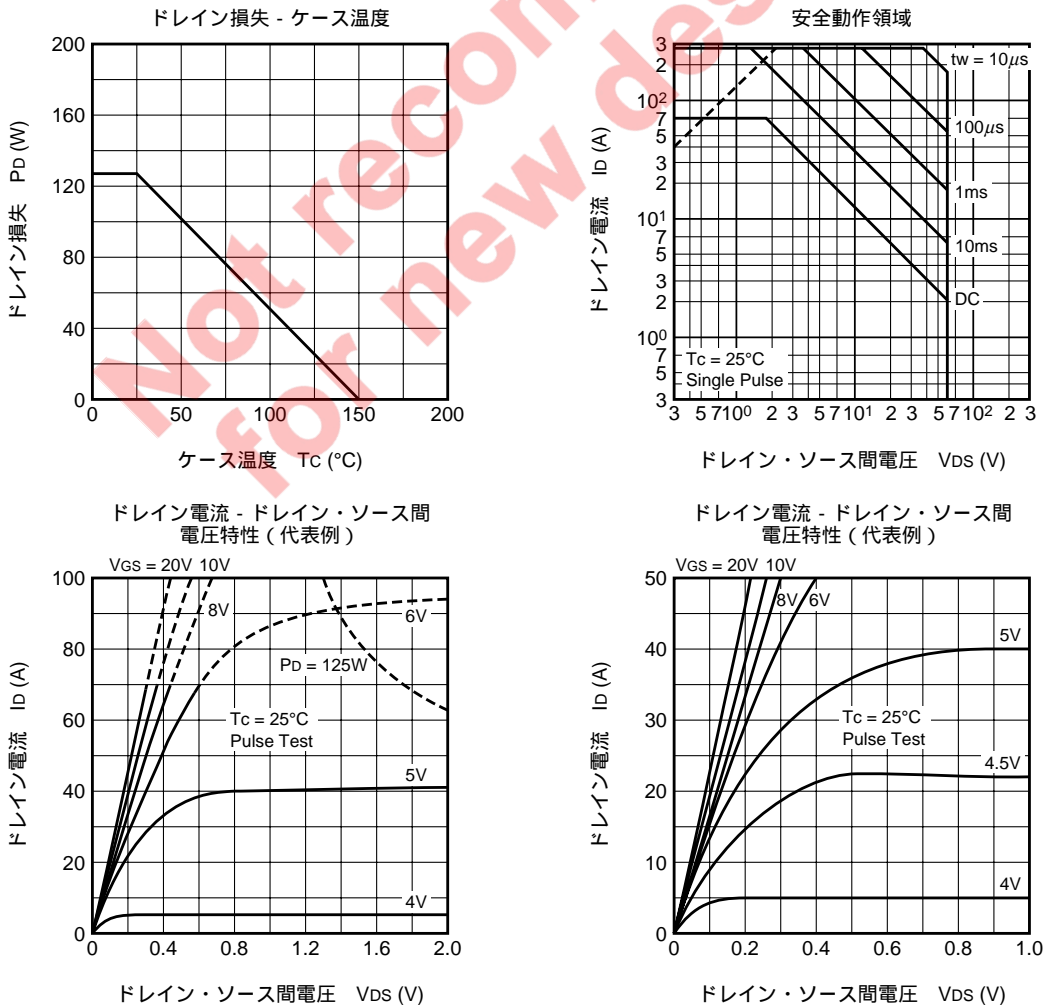 Not recom
for new des
ドレイン損失 - ケース温度
200
160
120
80
40
0
0 50 100 150 200
ドレイン損失 PD (W)
ケース温度 Tc (°C)
安全動作領域
3
2
10²
7
5
3
2
10¹
7
5
3
2
10⁰
7
5
3
3 5 7 10⁰ 2 3 5 7 10¹ 2 3 5 7 10² 2 3
tw = 10μs
100μs
1ms
10ms
DC
Tc = 25°C
Single Pulse
ドレイン電流 ID (A)
ドレイン・ソース間電圧 VDS (V)
ドレイン電流 - ドレイン・ソース間
電圧特性 ( 代表例 )
VGS = 20V 10V
8V
6V
PD = 125W
Tc = 25°C
Pulse Test
5V
4V
100
80
60
40
20
0
0 0.4 0.8 1.2 1.6 2.0
ドレイン電流 ID (A)
ドレイン・ソース間電圧 VDS (V)
ドレイン電流 - ドレイン・ソース間
電圧特性 ( 代表例 )
VGS = 20V 10V
8V 6V
5V
Tc = 25°C
Pulse Test
4.5V
4V
50
40
30
20
10
0
0 0.2 0.4 0.6 0.8 1.0
ドレイン電流 ID (A)
ドレイン・ソース間電圧 VDS (V)